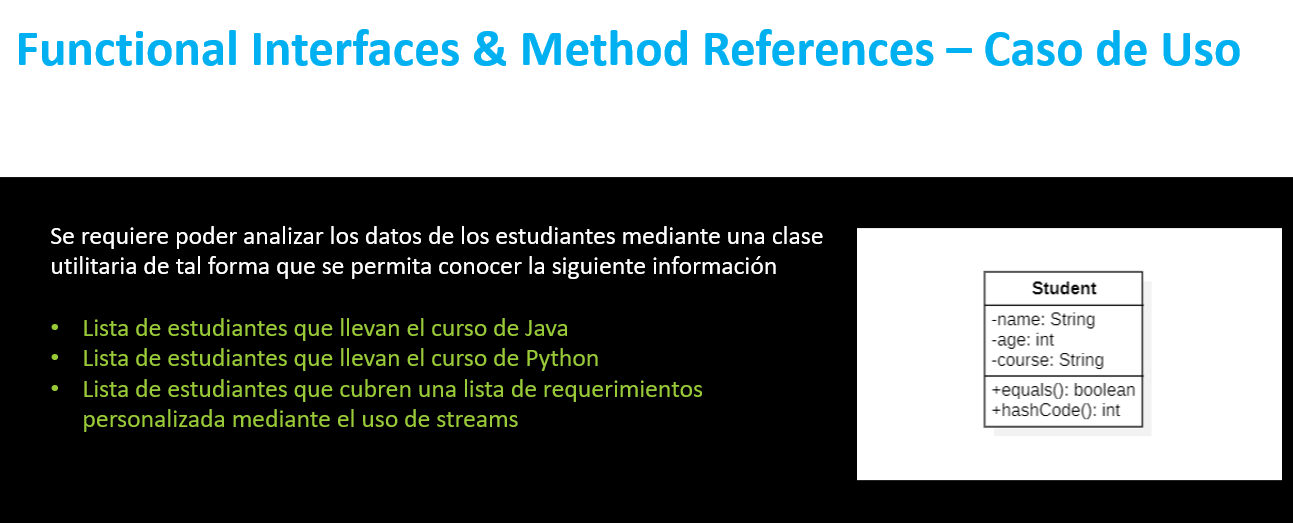 Functional Interfaces & Method References – Caso de Uso
Se requiere poder analizar los datos de los estudiantes mediante una clase
utilitaria de tal forma que se permita conocer la siguiente información
• Lista de estudiantes que llevan el curso de Java
• Lista de estudiantes que llevan el curso de Python
• Lista de estudiantes que cubren una lista de requerimientos
personalizada mediante el uso de streams
Student
-name: String
-age: int
-course: String
+equals(): boolean
+hashCode(): int